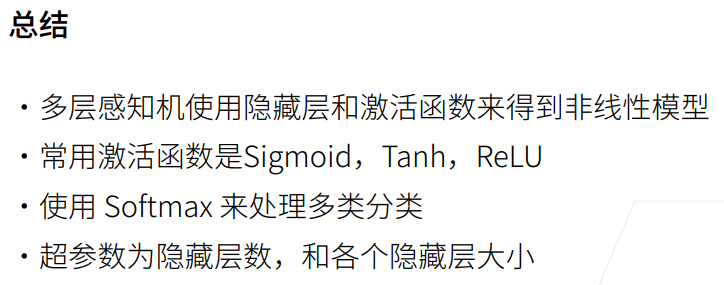 总结
• 多层感知机使用隐藏层和激活函数来得到非线性模型
• 常用激活函数是Sigmoid，Tanh，ReLU
• 使用 Softmax 来处理多类分类
• 超参数为隐藏层数，和各个隐藏层大小